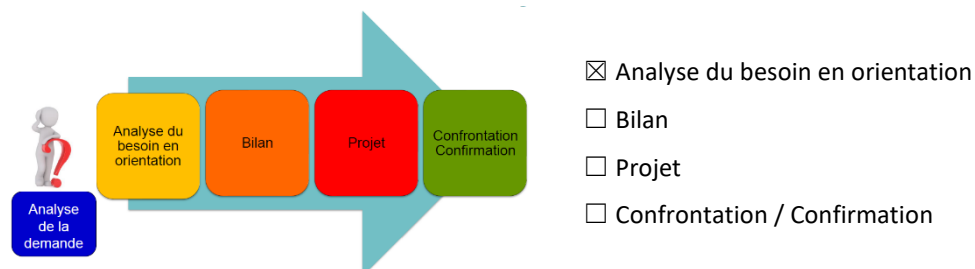 Analyse
de la
demande
Analyse du
besoin en
orientation
Bilan
Projet
Confrontation
Confirmation
☒ Analyse du besoin en orientation
☐ Bilan
☐ Projet
☐ Confrontation / Confirmation